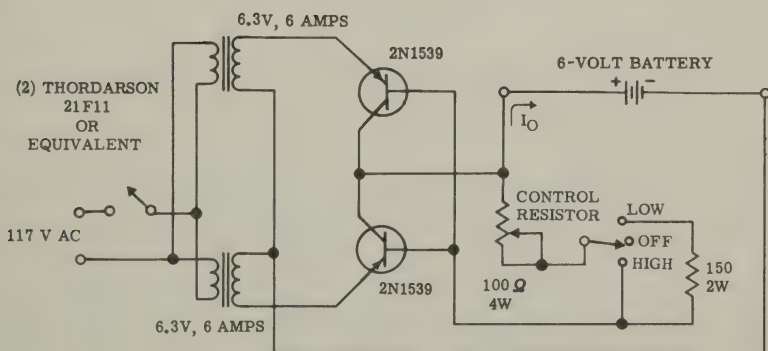 6.3V, 6 AMPS
2N1539
6-VOLT BATTERY
+ -
(2) THORDARSON
21F11
OR
EQUIVALENT
I_O
117 V AC
CONTROL
RESISTOR
LOW
OFF
HIGH
100 Ω
4W
150
2W
2N1539
6.3V, 6 AMPS